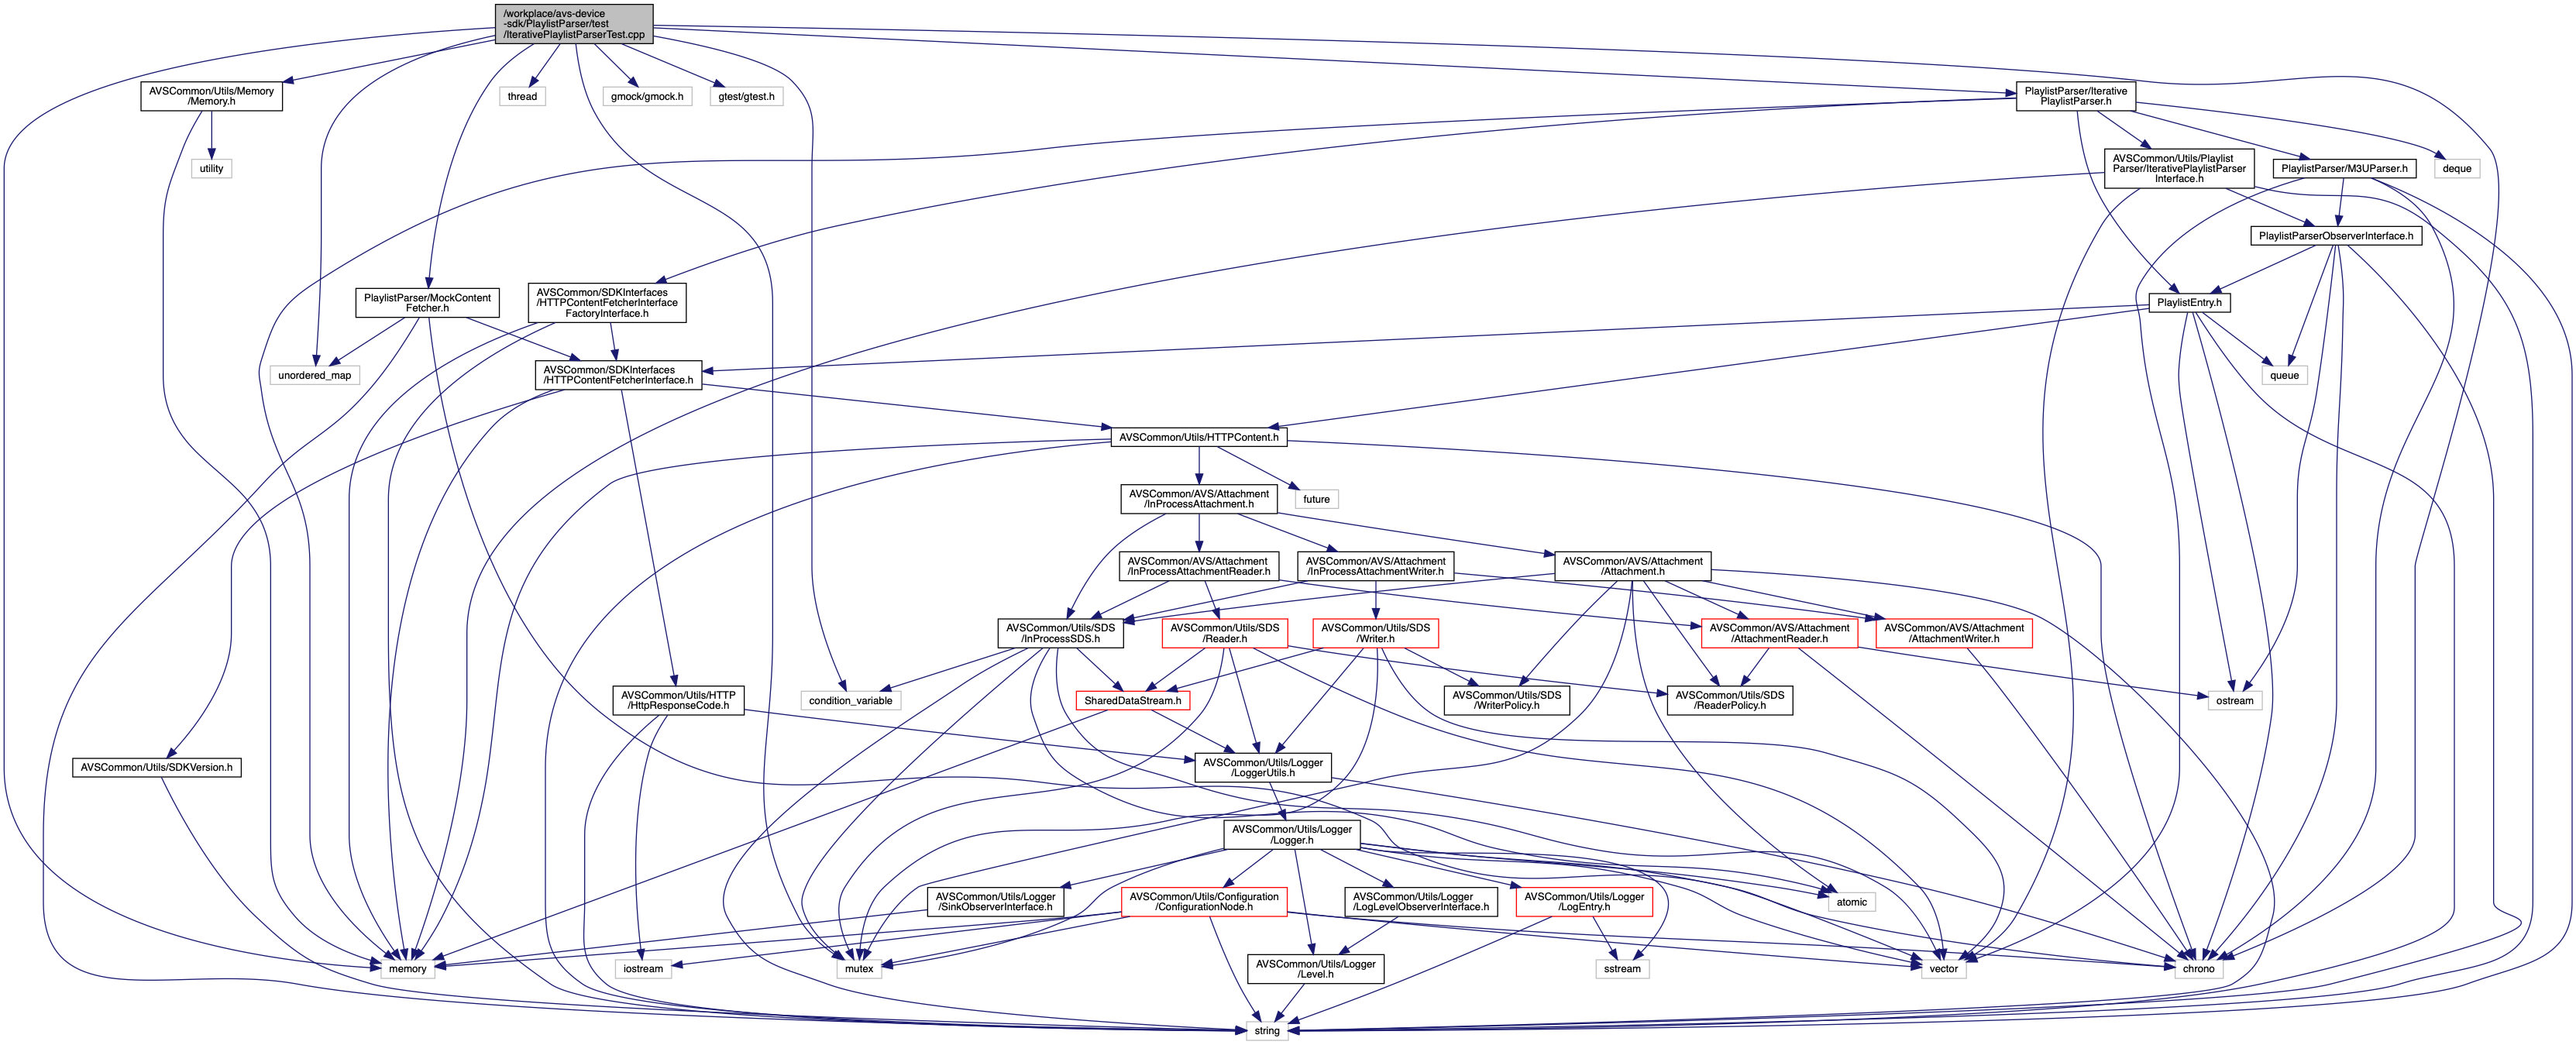 /workplace/avs-device
-sdk/PlaylistParser/test
/IterativePlaylistParserTest.cpp
AVSCommon/Utils/Memory
/Memory.h
thread
gmock/gmock.h
gtest/gtest.h
PlaylistParser/Iterative
PlaylistParser.h
utility
AVSCommon/Utils/Playlist
Parser/IterativePlaylistParser
Interface.h
PlaylistParser/M3UParser.h
deque
PlaylistParserObserverInterface.h
PlaylistParser/MockContent
Fetcher.h
AVSCommon/SDKInterfaces
/HTTPContentFetcherInterface
FactoryInterface.h
PlaylistEntry.h
unordered_map
AVSCommon/SDKInterfaces
/HTTPContentFetcherInterface.h
queue
AVSCommon/Utils/HTTPContent.h
AVSCommon/AVS/Attachment
/InProcessAttachment.h
future
AVSCommon/AVS/Attachment
/InProcessAttachmentReader.h
AVSCommon/AVS/Attachment
/InProcessAttachmentWriter.h
AVSCommon/AVS/Attachment
/Attachment.h
AVSCommon/Utils/SDS
/InProcessSDS.h
AVSCommon/Utils/SDS
/Reader.h
AVSCommon/Utils/SDS
/Writer.h
AVSCommon/AVS/Attachment
/AttachmentReader.h
AVSCommon/AVS/Attachment
/AttachmentWriter.h
AVSCommon/Utils/HTTP
/HttpResponseCode.h
condition_variable
SharedDataStream.h
AVSCommon/Utils/SDS
/WriterPolicy.h
AVSCommon/Utils/SDS
/ReaderPolicy.h
ostream
AVSCommon/Utils/SDKVersion.h
AVSCommon/Utils/Logger
/LoggerUtils.h
AVSCommon/Utils/Logger
/Logger.h
AVSCommon/Utils/Logger
/SinkObserverInterface.h
AVSCommon/Utils/Configuration
/ConfigurationNode.h
AVSCommon/Utils/Logger
/LogLevelObserverInterface.h
AVSCommon/Utils/Logger
/LogEntry.h
atomic
memory
iostream
mutex
AVSCommon/Utils/Logger
/Level.h
sstream
vector
chrono
string